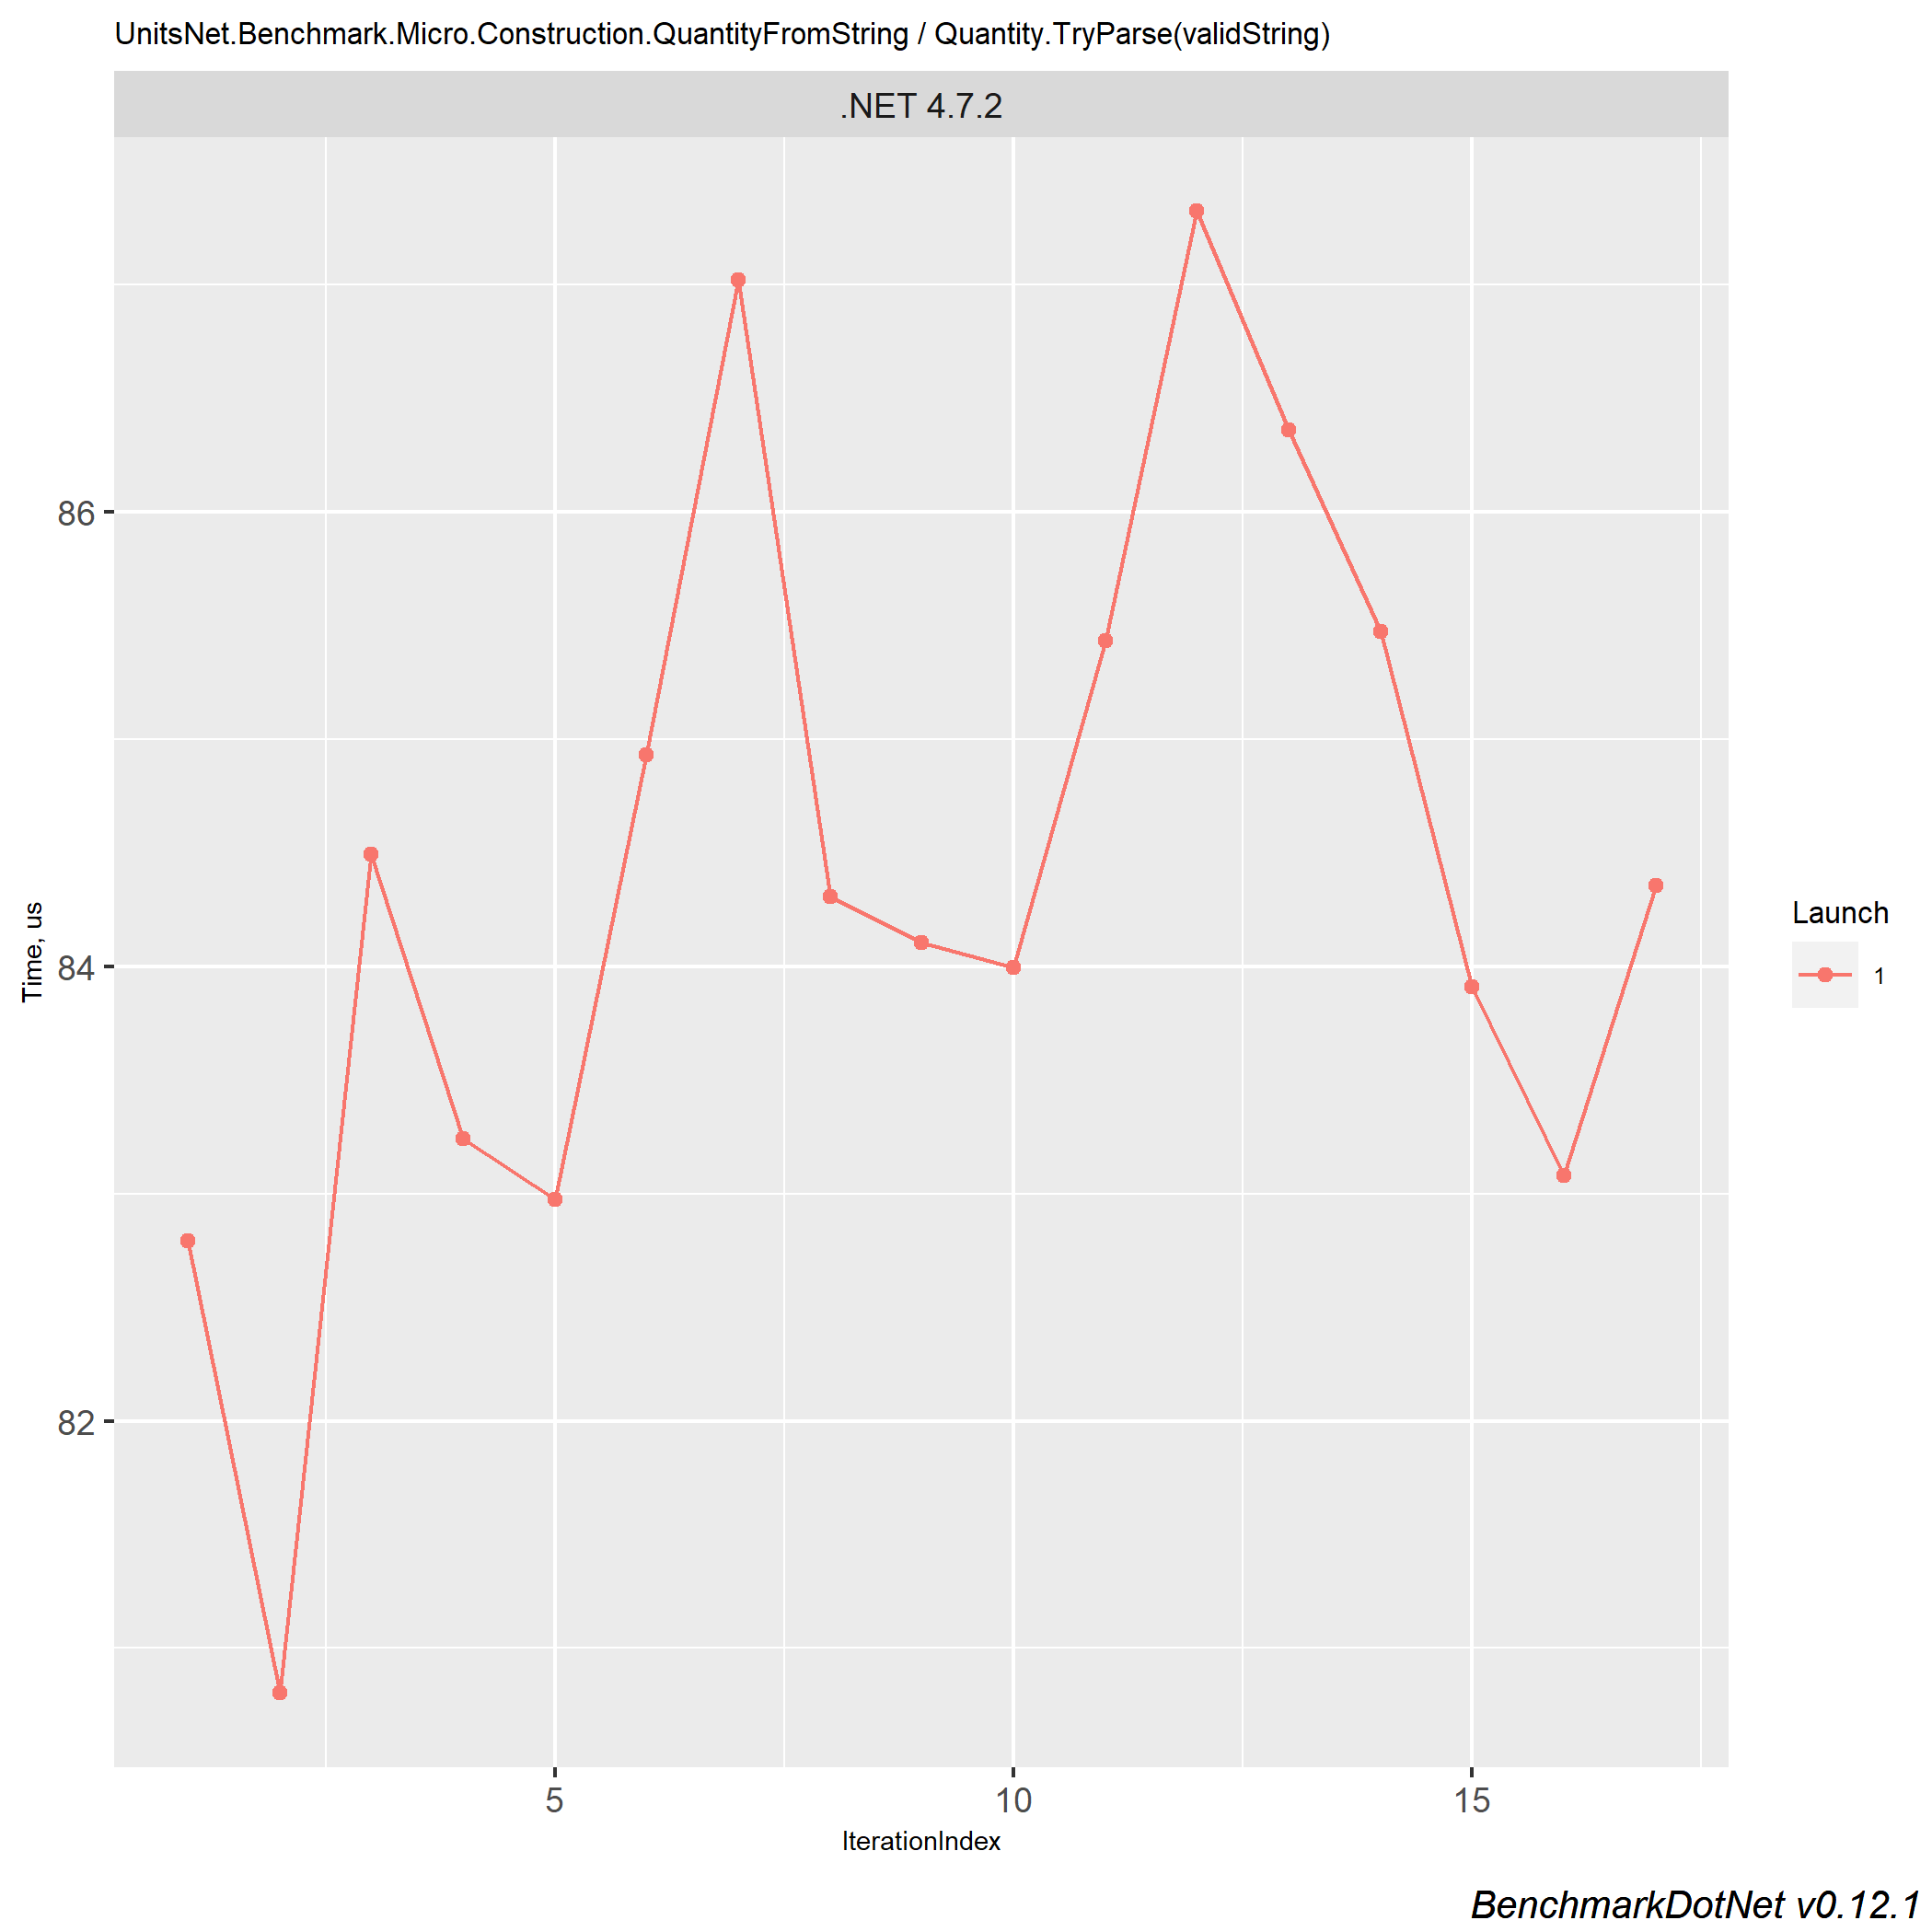 UnitsNet.Benchmark.Micro.Construction.QuantityFromString / Quantity.TryParse(validString)
.NET 4.7.2
86
84
82
Time, us
5 10 15
IterationIndex
Launch
1
BenchmarkDotNet v0.12.1